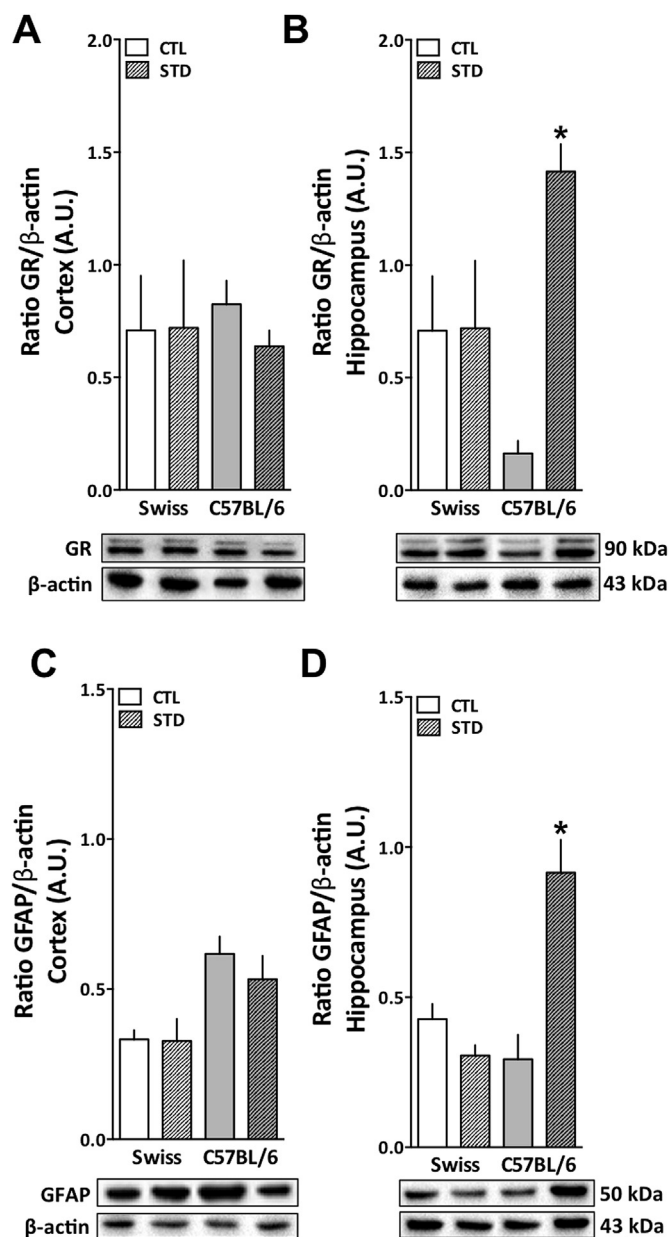 A
Ratio GR/β-actin
Cortex (A.U.)
2.0
1.5
1.0
0.5
0.0
CTL
STD
Swiss C57BL/6
GR
β-actin
B
Ratio GR/β-actin
Hippocampus (A.U.)
2.0
1.5
1.0
0.5
0.0
CTL
STD
*
Swiss C57BL/6
90 kDa
43 kDa
C
Ratio GFAP/β-actin
Cortex (A.U.)
1.5
1.0
0.5
0.0
CTL
STD
Swiss C57BL/6
GFAP
β-actin
D
Ratio GFAP/β-actin
Hippocampus (A.U.)
1.5
1.0
0.5
0.0
CTL
STD
*
Swiss C57BL/6
50 kDa
43 kDa